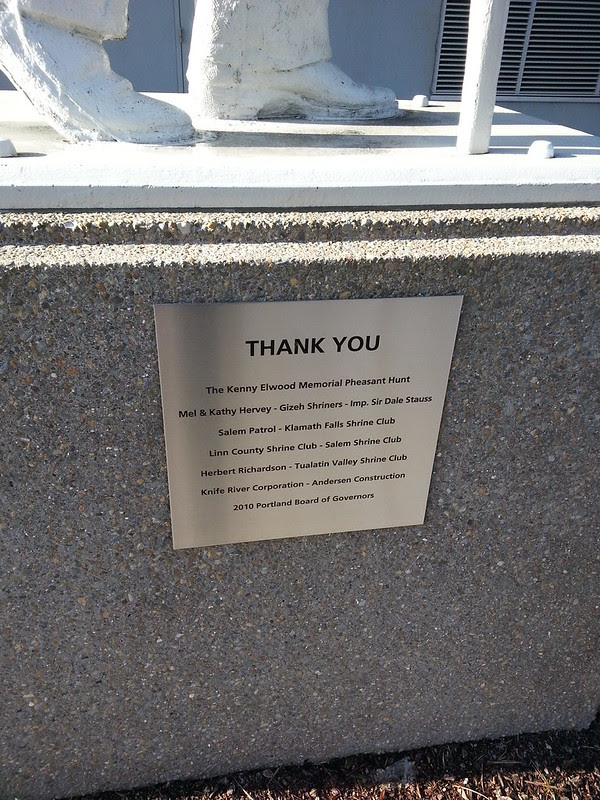 THANK YOU
The Kenny Elwood Memorial Pheasant Hunt
Mel & Kathy Hervey - Gizeh Shriners - Imp. Sir Dale Stauss
Salem Patrol - Klamath Falls Shrine Club
Linn County Shrine Club - Salem Shrine Club
Herbert Richardson - Tualatin Valley Shrine Club
Knife River Corporation - Andersen Construction
2010 Portland Board of Governors